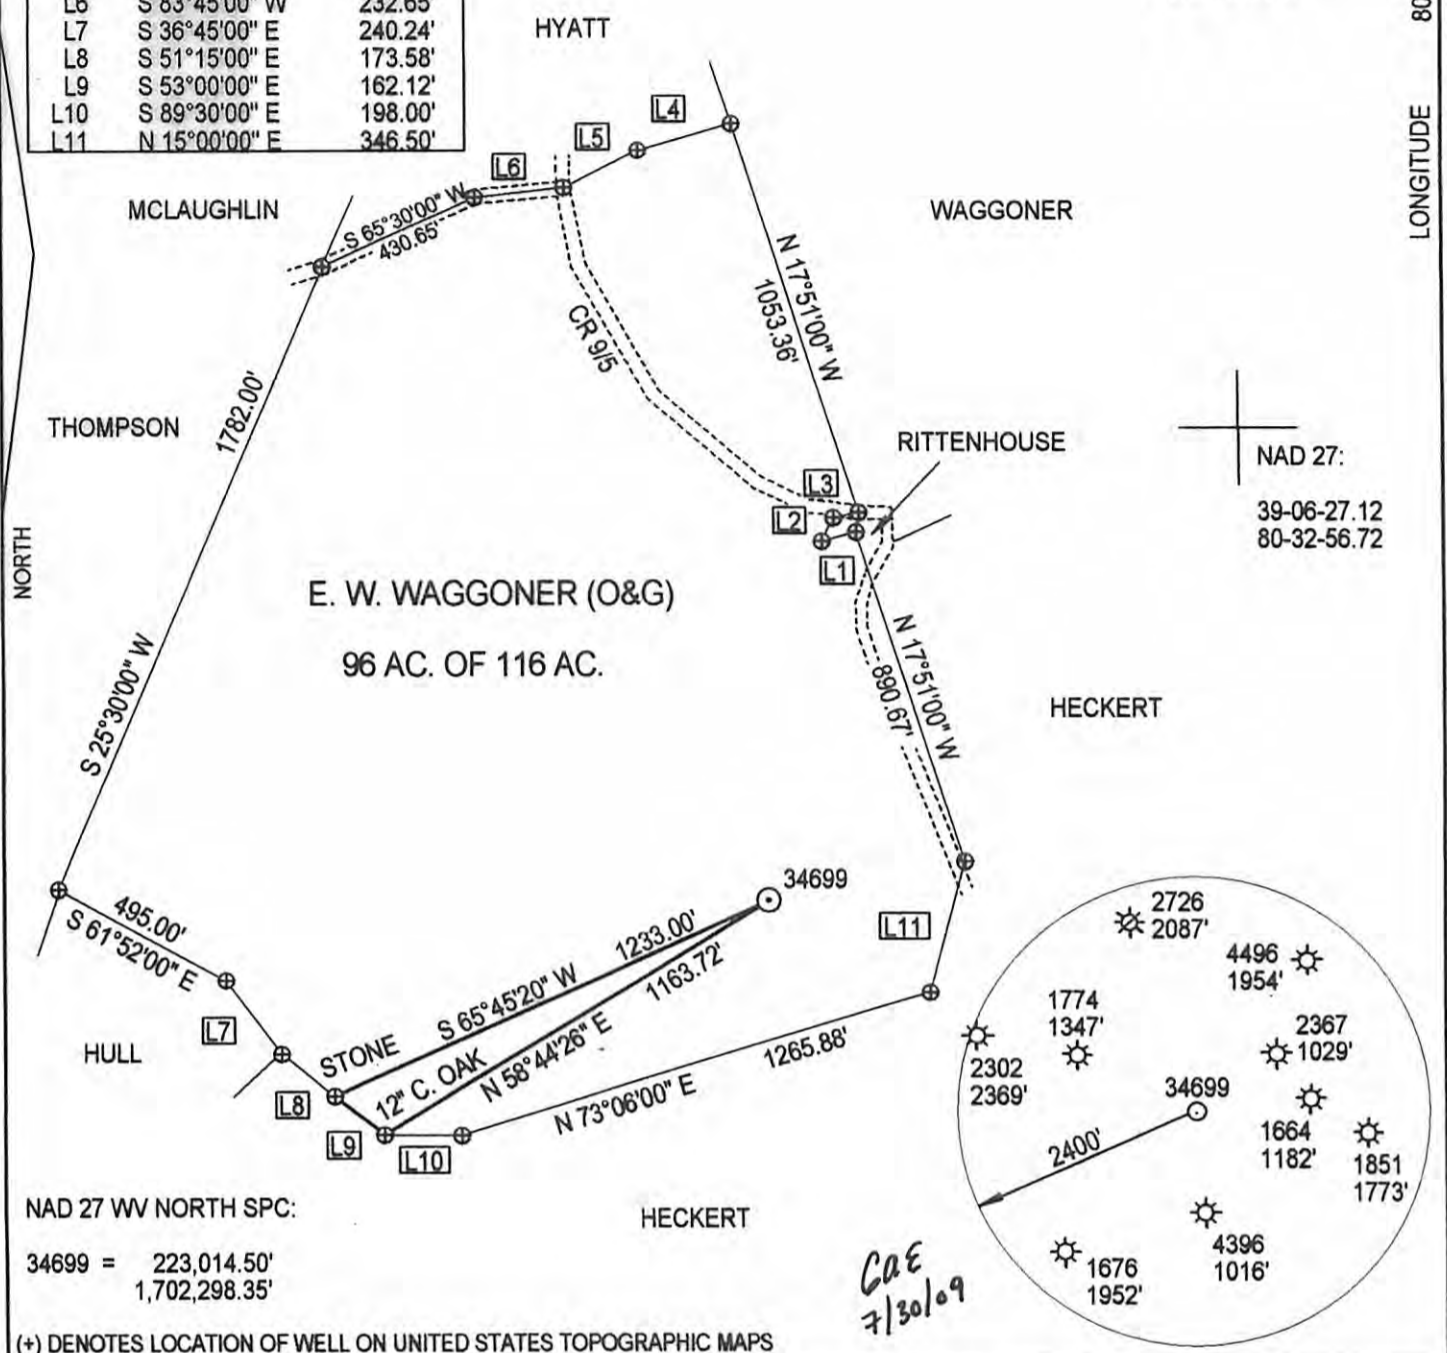 L6 S 83°45'00" W 232.65'
L7 S 36°45'00" E 240.24'
L8 S 51°15'00" E 173.58'
L9 S 53°00'00" E 162.12'
L10 S 89°30'00" E 198.00'
L11 N 15°00'00" E 346.50'
HYATT
80
LONGITUDE
L4
L5
L6
MCLAUGHLIN
S 65°30'00" W
430.65'
WAGGONER
N 17°51'00" W
1053.36'
CR 9/5
THOMPSON
1782.00'
S 25°30'00" W
RITTENHOUSE
L3
L2
L1
NAD 27:
39-06-27.12
80-32-56.72
NORTH
E. W. WAGGONER (O&G)
96 AC. OF 116 AC.
N 17°51'00" W
890.67'
HECKERT
34699
495.00'
S 61°52'00" E
L7
HULL
STONE
S 65°45'20" W
1233.00'
12" C. OAK
N 58°44'26" E
1163.72'
L11
L8
L9
L10
N 73°06'00" E
1265.88'
HECKERT
2726
2087'
4496
1954'
1774
1347'
2367
1029'
2302
2369'
34699
2400'
1664
1182'
1851
1773'
4396
1016'
1676
1952'
NAD 27 WV NORTH SPC:
34699 = 223,014.50'
1,702,298.35'
CaE
7/30/09
(+) DENOTES LOCATION OF WELL ON UNITED STATES TOPOGRAPHIC MAPS